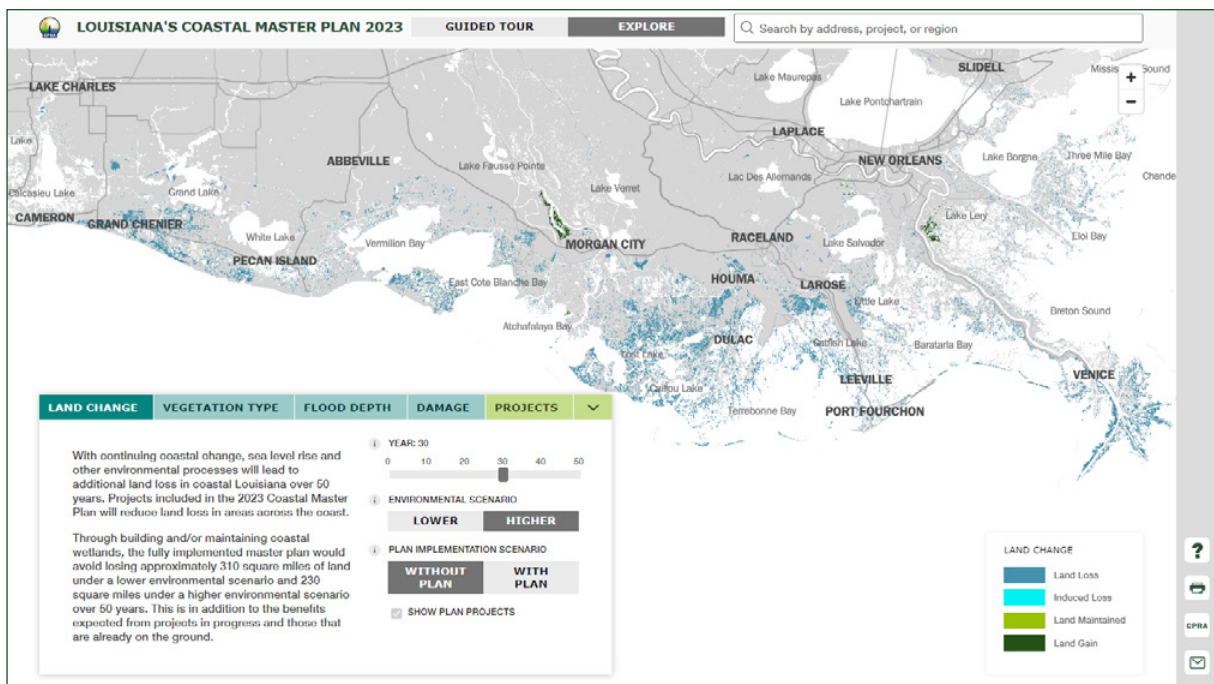 LOUISIANA'S COASTAL MASTER PLAN 2023
GUIDED TOUR
EXPLORE
Search by address, project, or region
SLIDELL
Lake Maurepas
+
−
LAKE CHARLES
Lake Pontchartrain
LAPLACE
Lake
ABBEVILLE
Lake Fausse Pointe
NEW ORLEANS
Lake Borgne
Three Mile Bay
Lac Des Allemands
Calcasieu Lake
Grand Lake
Lake Verret
CAMERON
GRAND CHENIER
Lake Lery
White Lake
Vermilion Bay
MORGAN CITY
RACELAND
Lake Salvador
Eloi Bay
PECAN ISLAND
East Cote Blanche Bay
HOUMA
LAROSE
Little Lake
Breton Sound
Atchafalaya Bay
DULAC
Catfish Lake
Barataria Bay
Lost Lake
VENICE
Caillou Lake
LEEVILLE
Terrebonne Bay
PORT FOURCHON
LAND CHANGE
VEGETATION TYPE
FLOOD DEPTH
DAMAGE
PROJECTS
With continuing coastal change, sea level rise and
other environmental processes will lead to
additional land loss in coastal Louisiana over 50
years. Projects included in the 2023 Coastal Master
Plan will reduce land loss in areas across the coast.
Through building and/or maintaining coastal
wetlands, the fully implemented master plan would
avoid losing approximately 310 square miles of land
under a lower environmental scenario and 230
square miles under a higher environmental scenario
over 50 years. This is in addition to the benefits
expected from projects in progress and those that
are already on the ground.
i YEAR: 30
0 10 20 30 40 50
i ENVIRONMENTAL SCENARIO
LOWER
HIGHER
i PLAN IMPLEMENTATION SCENARIO
WITHOUT
PLAN
WITH
PLAN
SHOW PLAN PROJECTS
LAND CHANGE
Land Loss
Induced Loss
Land Maintained
Land Gain
?
CPRA